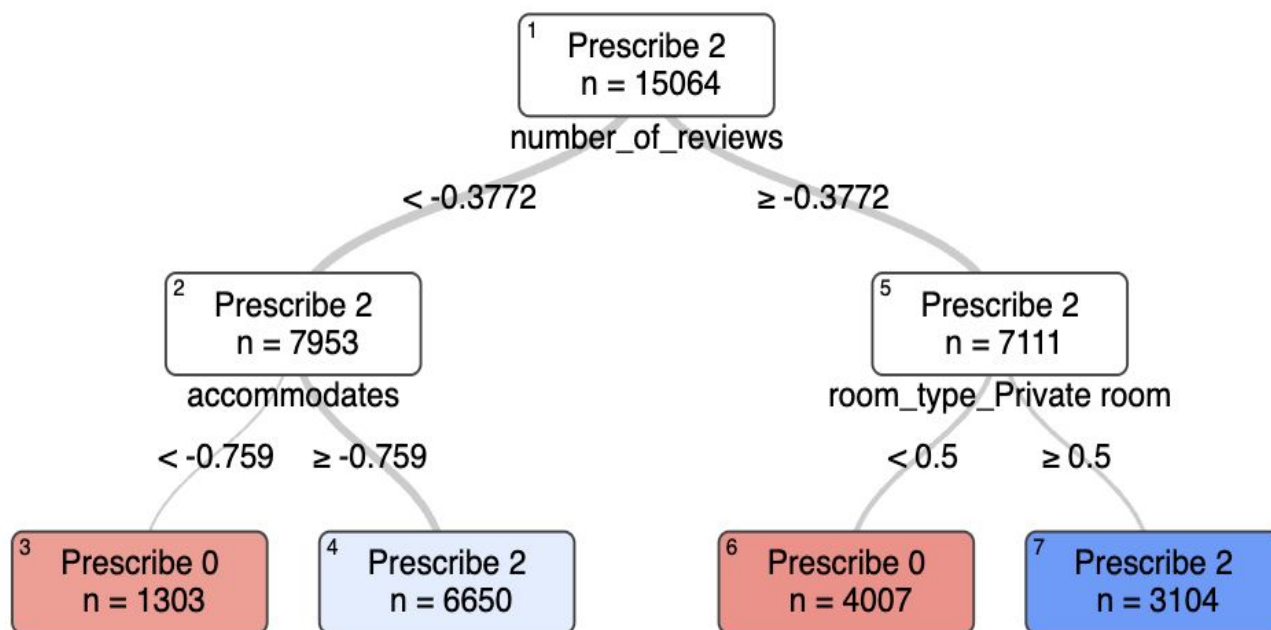 1
Prescribe 2
n = 15064
number_of_reviews
< -0.3772
≥ -0.3772
2
Prescribe 2
n = 7953
accommodates
5
Prescribe 2
n = 7111
room_type_Private room
< -0.759
≥ -0.759
< 0.5
≥ 0.5
3
Prescribe 0
n = 1303
4
Prescribe 2
n = 6650
6
Prescribe 0
n = 4007
7
Prescribe 2
n = 3104